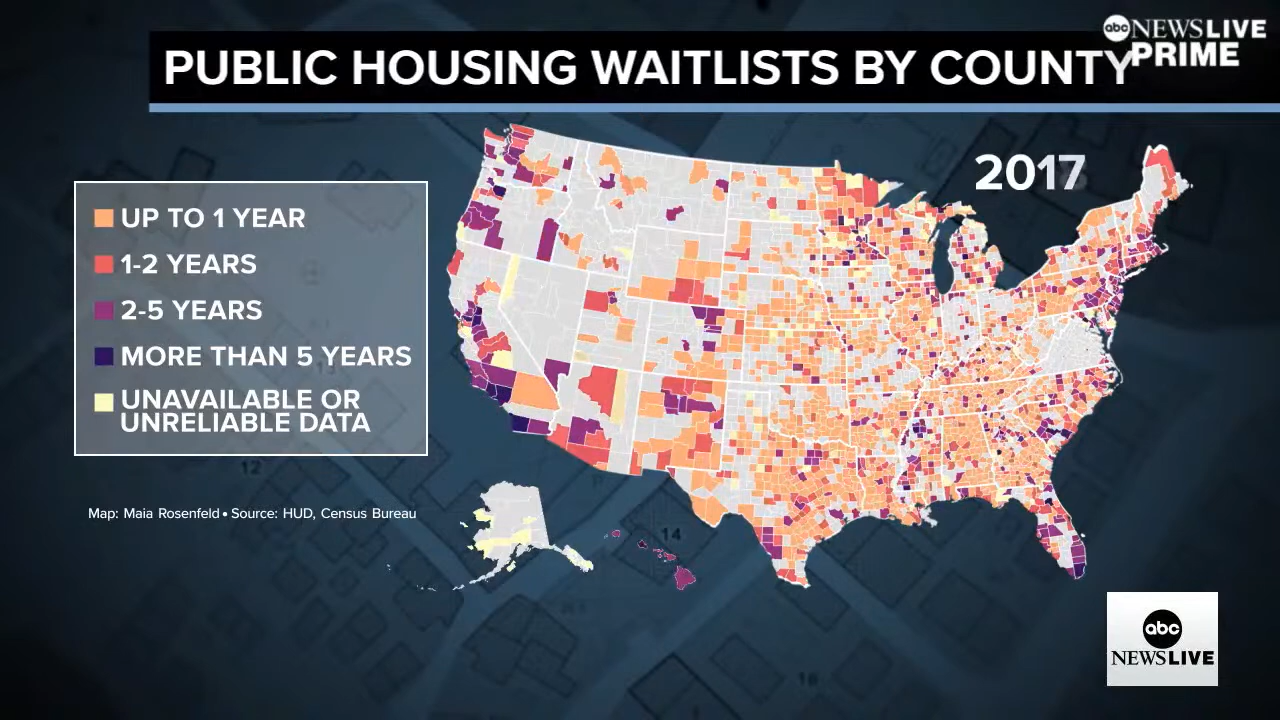 abc NEWS LIVE
PRIME
PUBLIC HOUSING WAITLISTS BY COUNTY
2017
UP TO 1 YEAR
1-2 YEARS
2-5 YEARS
MORE THAN 5 YEARS
UNAVAILABLE OR
UNRELIABLE DATA
12
Map: Maia Rosenfeld • Source: HUD, Census Bureau
14
abc
NEWS LIVE